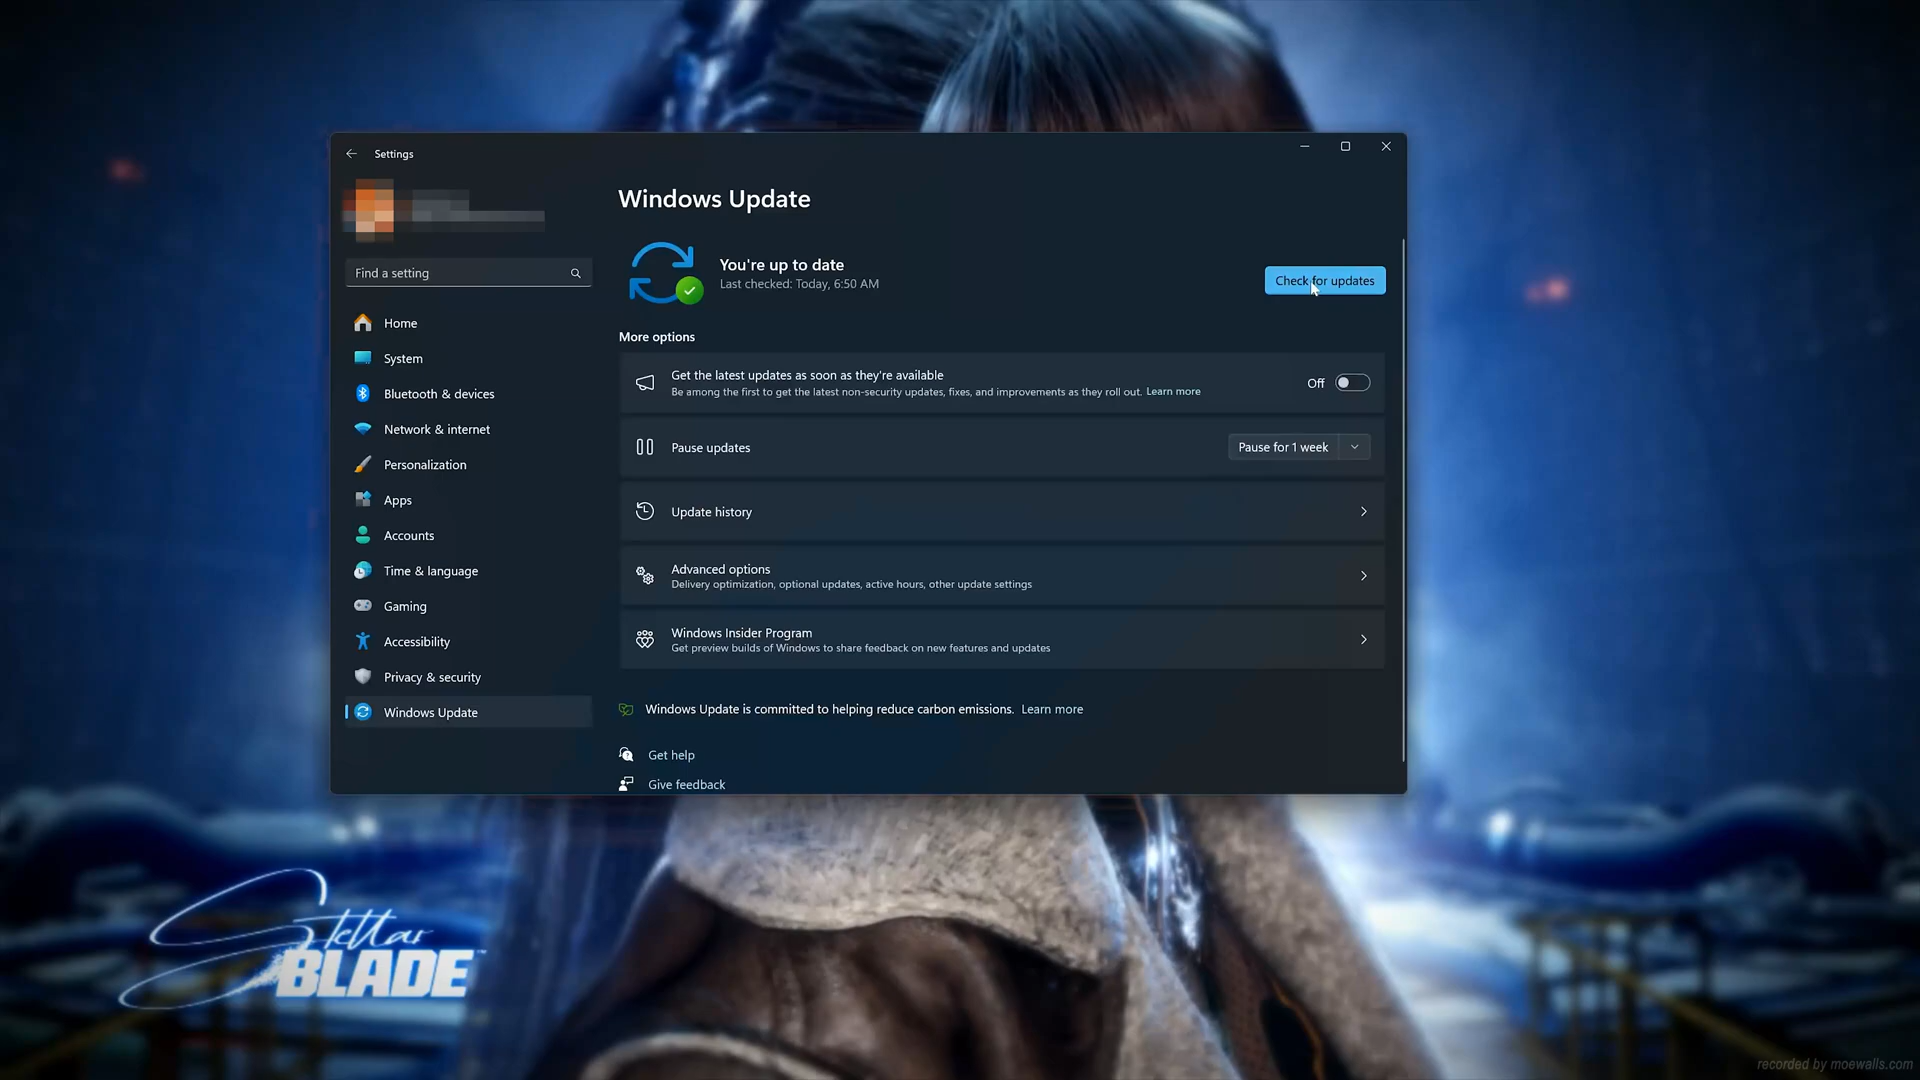 Settings
Find a setting
Home
System
Bluetooth & devices
Network & internet
Personalization
Apps
Accounts
Time & language
Gaming
Accessibility
Privacy & security
Windows Update
Windows Update
You're up to date
Last checked: Today, 6:50 AM
Check for updates
More options
Get the latest updates as soon as they're available
Be among the first to get the latest non-security updates, fixes, and improvements as they roll out. Learn more
Off
Pause updates
Pause for 1 week
Update history
Advanced options
Delivery optimization, optional updates, active hours, other update settings
Windows Insider Program
Get preview builds of Windows to share feedback on new features and updates
Windows Update is committed to helping reduce carbon emissions. Learn more
Get help
Give feedback
Stellar
BLADE™
recorded by moewalls.com